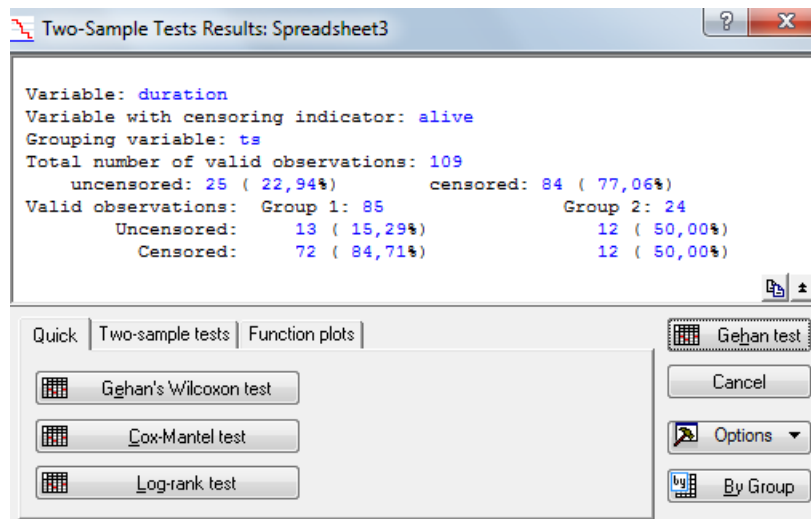 Two-Sample Tests Results: Spreadsheet3
Variable: duration
Variable with censoring indicator: alive
Grouping variable: ts
Total number of valid observations: 109
uncensored: 25 ( 22,94%) censored: 84 ( 77,06%)
Valid observations: Group 1: 85 Group 2: 24
Uncensored: 13 ( 15,29%) 12 ( 50,00%)
Censored: 72 ( 84,71%) 12 ( 50,00%)
Quick Two-sample tests Function plots
Gehan test
Gehan's Wilcoxon test
Cancel
Cox-Mantel test
Options
Log-rank test
By Group